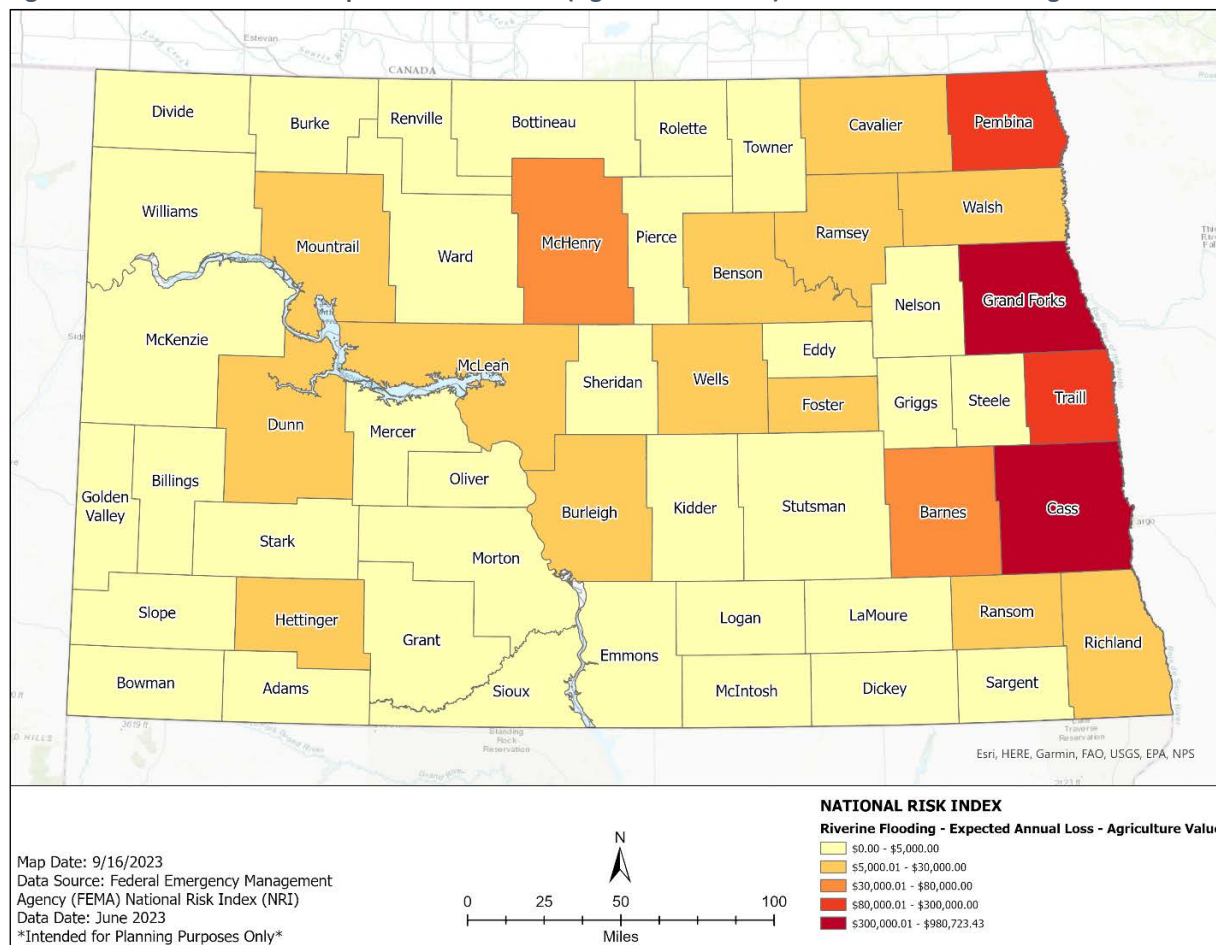 Estevan
CANADA
Divide
Burke
Renville
Bottineau
Rolette
Towner
Cavalier
Pembina
Williams
Mountrail
Ward
McHenry
Pierce
Benson
Ramsey
Walsh
Nelson
Grand Forks
McKenzie
McLean
Sheridan
Wells
Eddy
Foster
Griggs
Steele
Traill
Dunn
Mercer
Oliver
Golden
Valley
Billings
Stark
Morton
Burleigh
Kidder
Stutsman
Barnes
Cass
Slope
Hettinger
Grant
Logan
LaMoure
Ransom
Richland
Bowman
Adams
Sioux
Emmons
McIntosh
Dickey
Sargent
3619 ft
Standing
Rock
Reservation
Lake
Traverse
Reservation
Esri, HERE, Garmin, FAO, USGS, EPA, NPS
Map Date: 9/16/2023
Data Source: Federal Emergency Management
Agency (FEMA) National Risk Index (NRI)
Data Date: June 2023
*Intended for Planning Purposes Only*
N
0 25 50 100
Miles
NATIONAL RISK INDEX
Riverine Flooding - Expected Annual Loss - Agriculture Value
$0.00 - $5,000.00
$5,000.01 - $30,000.00
$30,000.01 - $80,000.00
$80,000.01 - $300,000.00
$300,000.01 - $980,723.43